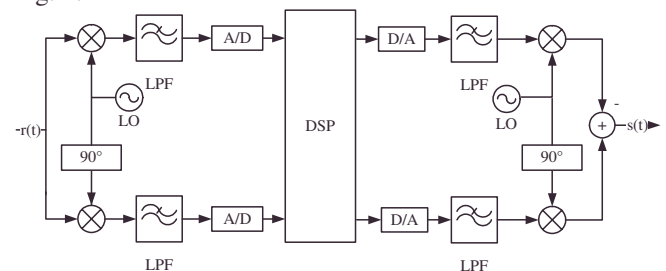 A/D
D/A
LPF
LPF
LO
LO
DSP
-
-r(t)
+
s(t)
90°
90°
A/D
D/A
LPF
LPF